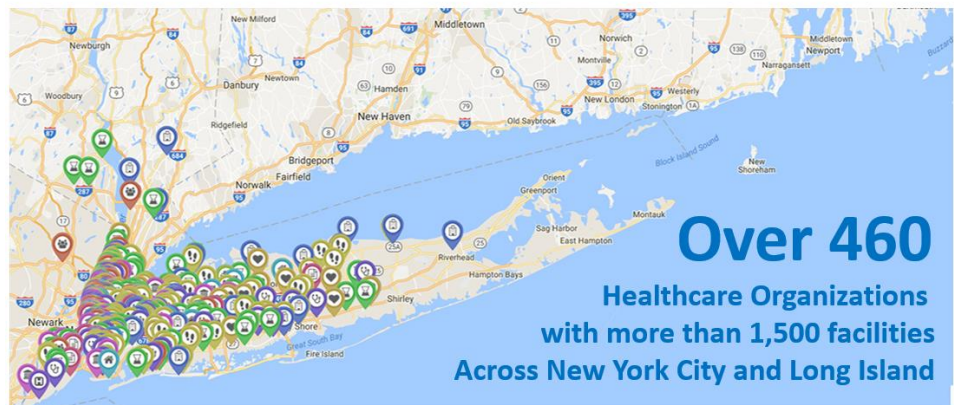 New Milford
Middletown
Newburgh
Norwich
Middletown
Newport
Montville
Narragansett
Newtown
Danbury
Hamden
Woodbury
Westerly
New London
Stonington
New Haven
Old Saybrook
Ridgefield
Bridgeport
Block Island Sound
Fairfield
Norwalk
New
Shoreham
Orient
Greenport
Montauk
Sag Harbor
East Hampton
Riverhead
Hampton Bays
Shirley
Newark
Shore
Great South Bay
Fire Island
Over 460
Healthcare Organizations
with more than 1,500 facilities
Across New York City and Long Island